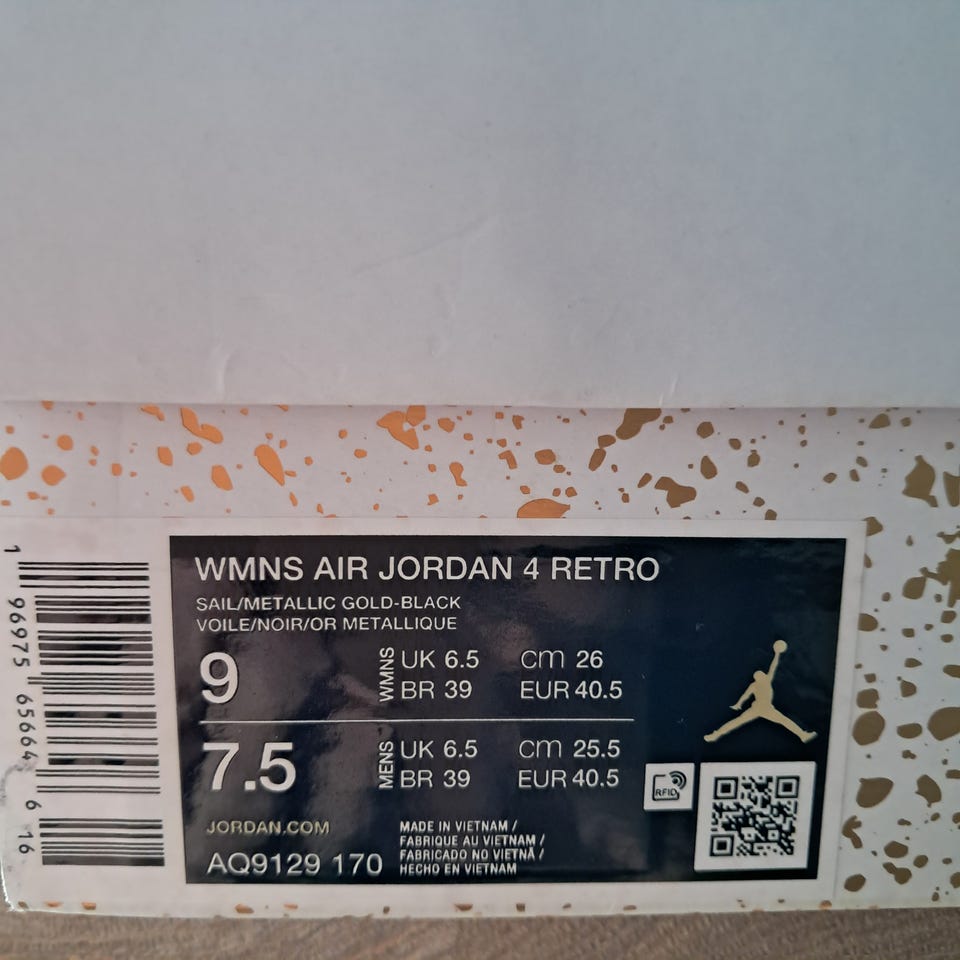 WMNS AIR JORDAN 4 RETRO
SAIL/METALLIC GOLD-BLACK
VOILE/NOIR/OR METALLIQUE
9
WMNS
UK 6.5 cm 26
BR 39 EUR 40.5
7.5
MENS
UK 6.5 cm 25.5
BR 39 EUR 40.5
JORDAN.COM
AQ9129 170
MADE IN VIETNAM /
FABRIQUE AU VIETNAM /
FABRICADO NO VIETNÃ /
HECHO EN VIETNAM
RFID
1 96975 65664 6 16